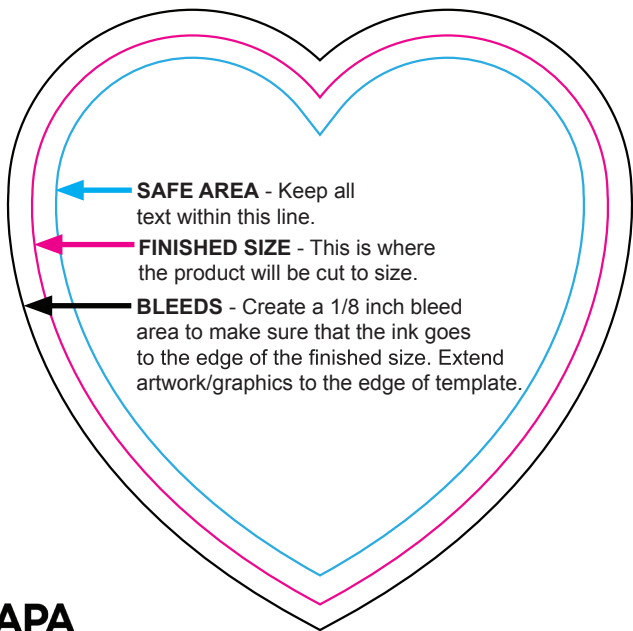 SAFE AREA - Keep all
text within this line.
FINISHED SIZE - This is where
the product will be cut to size.
BLEEDS - Create a 1/8 inch bleed
area to make sure that the ink goes
to the edge of the finished size. Extend
artwork/graphics to the edge of template.
APA